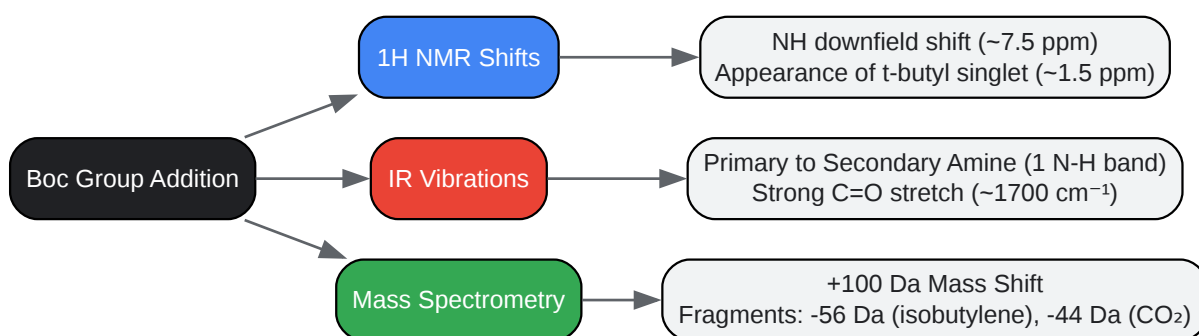 Boc Group Addition
1H NMR Shifts
NH downfield shift (~7.5 ppm)
Appearance of t-butyl singlet (~1.5 ppm)
IR Vibrations
Primary to Secondary Amine (1 N-H band)
Strong C=O stretch (~1700 cm⁻¹)
Mass Spectrometry
+100 Da Mass Shift
Fragments: -56 Da (isobutylene), -44 Da (CO₂)